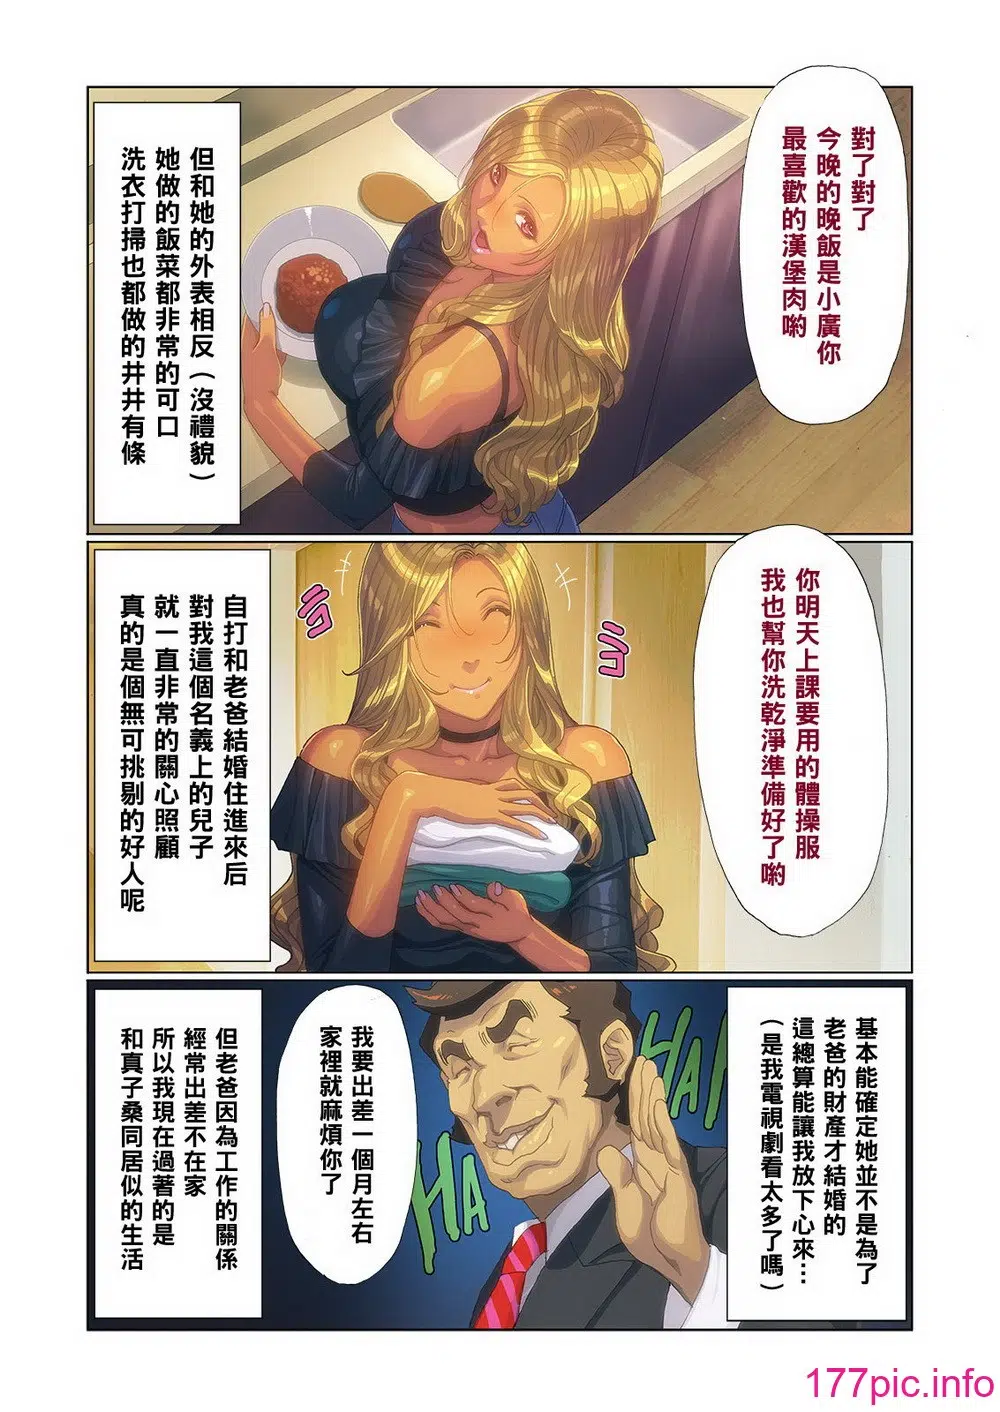 對了對了
今晚的晚飯是小廣你
最喜歡的漢堡肉喲
但和她的外表相反（沒禮貌）
她做的飯菜都非常的可口
洗衣打掃也都做的井井有條
你明天上課要用的體操服
我也幫你洗乾淨準備好了喲
ニコ
ニコ
自打和老爸結婚住進來后
對我這個名義上的兒子
就一直非常的關心照顧
真的是個無可挑剔的好人呢
基本能確定她並不是為了
老爸的財產才結婚的
這總算能讓我放下心來…
（是我電視劇看太多了嗎）
HA HA
HA HA
我要出差一個月左右
家裡就麻煩你了
但老爸因為工作的關係
經常出差不在家
所以我現在過著的是
和真子桑同居似的生活
177pic.info